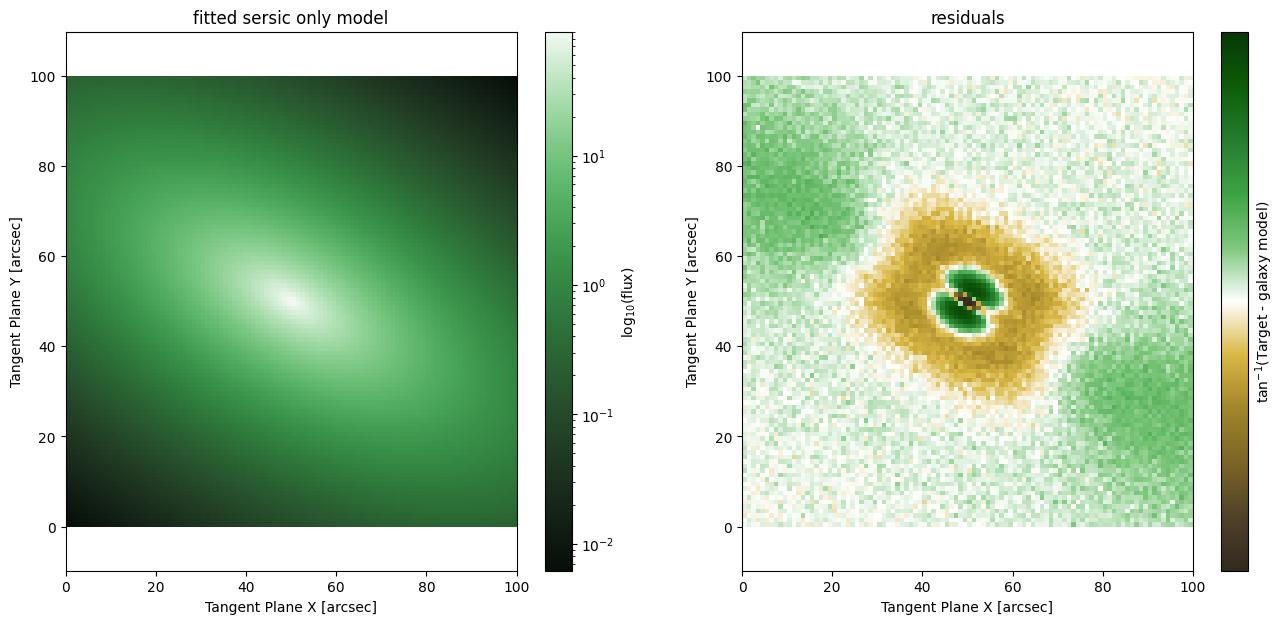 fitted sersic only model
residuals
100
80
60
40
20
0
Tangent Plane Y [arcsec]
0 20 40 60 80 100
Tangent Plane X [arcsec]
10¹
10⁰
10⁻¹
10⁻²
log₁₀(flux)
100
80
60
40
20
0
Tangent Plane Y [arcsec]
0 20 40 60 80 100
Tangent Plane X [arcsec]
tan⁻¹(Target - galaxy model)